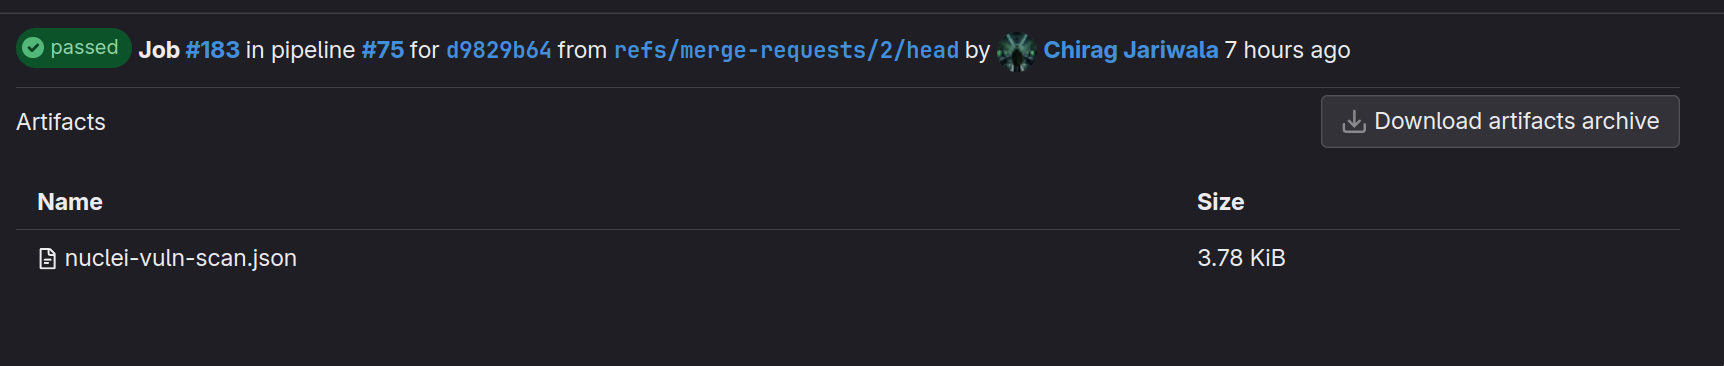 passed Job #183 in pipeline #75 for d9829b64 from refs/merge-requests/2/head by Chirag Jariwala 7 hours ago
Artifacts
Download artifacts archive
Name Size
nuclei-vuln-scan.json 3.78 KiB